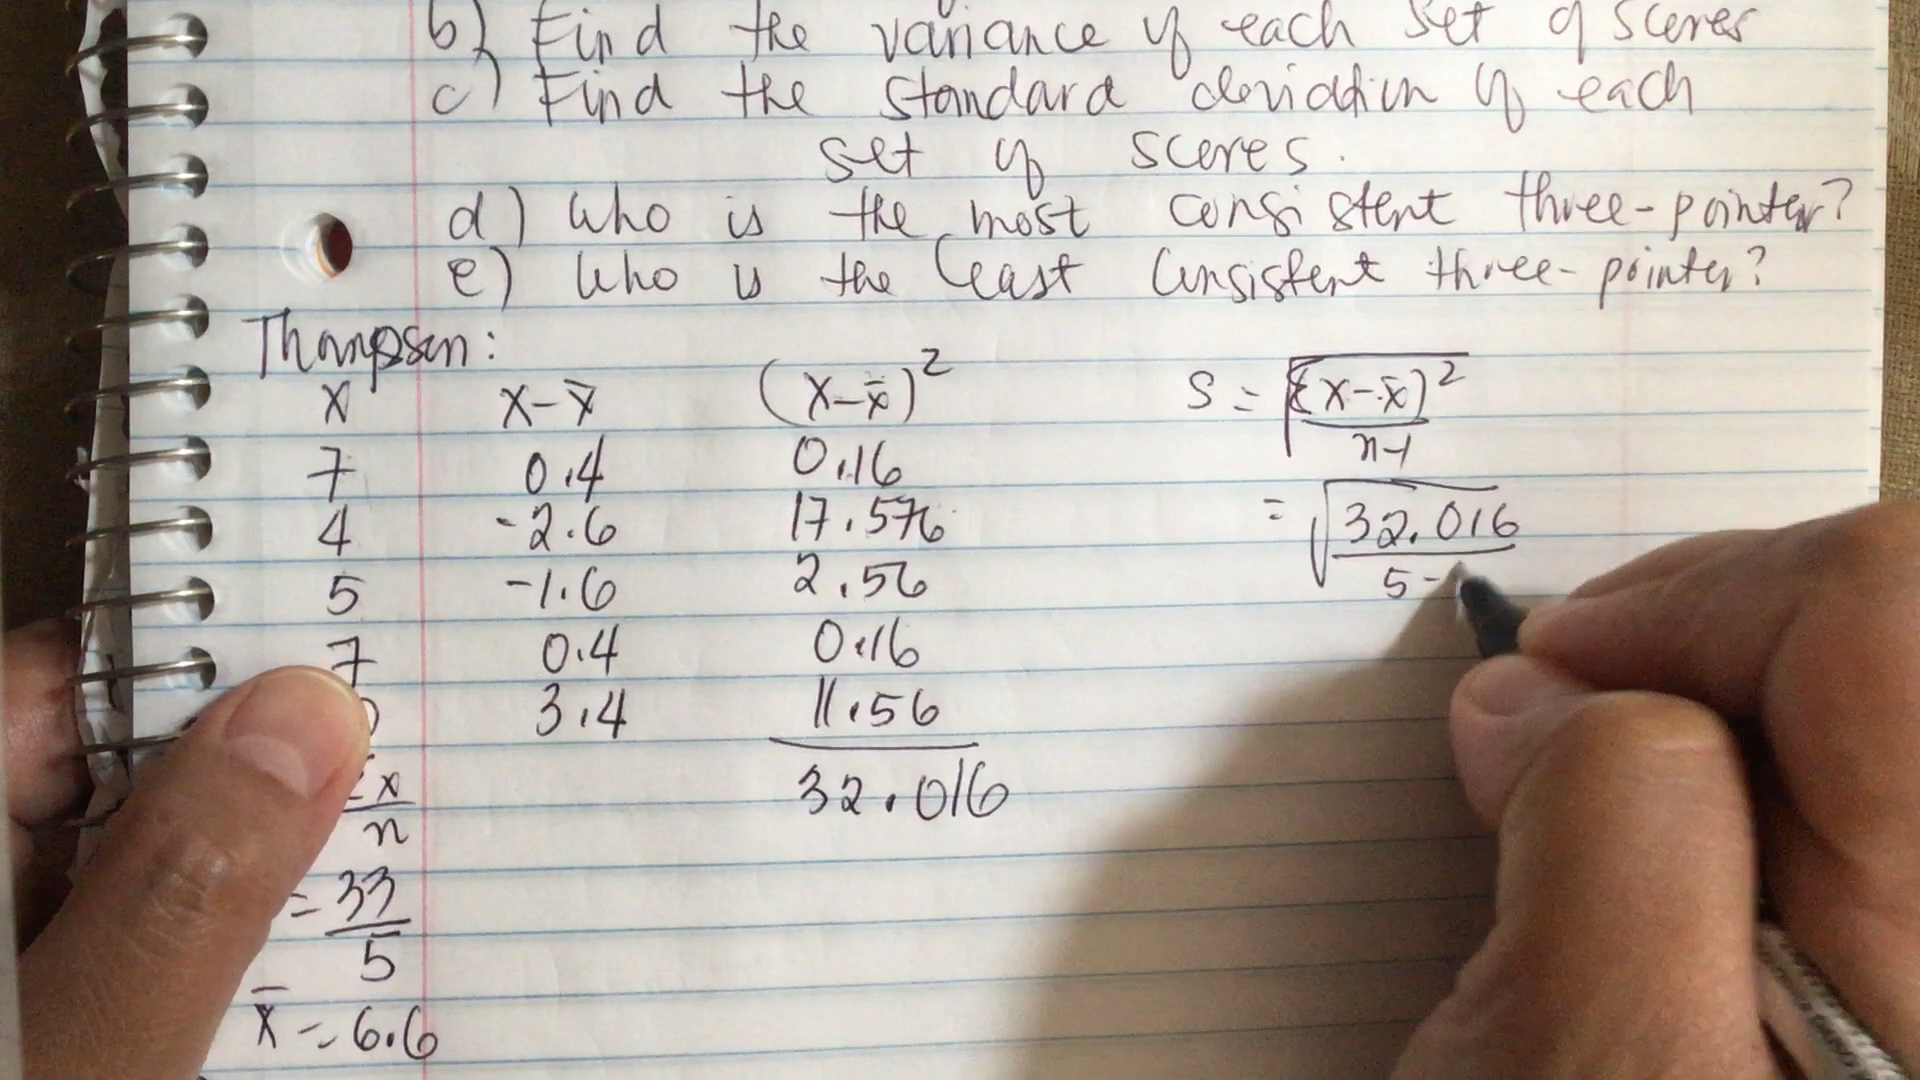 b) Find the variance of each set of scores
c) Find the standard deviation of each
set of scores.
d) Who is the most consistent three-pointer?
e) Who is the least consistent three-pointer?
Thompson:
x x-x̄ (x-x̄)² S = √(Σ(x-x̄)²/n-1)
7 0.4 0.16
4 -2.6 17.576 = √(32.016/5-
5 -1.6 2.56
7 0.4 0.16
3.4 11.56
x/n 32.016
= 33/5
x̄ = 6.6